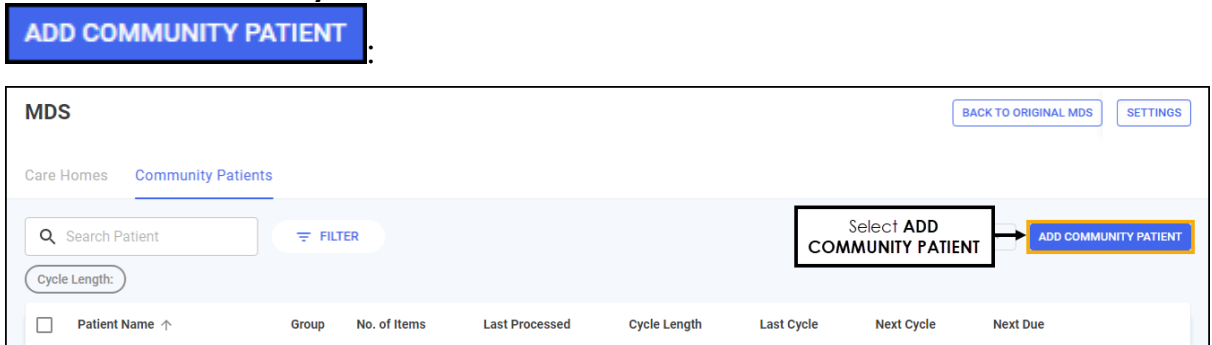 ADD COMMUNITY PATIENT:
MDS
BACK TO ORIGINAL MDS
SETTINGS
Care Homes
Community Patients
Search Patient
FILTER
Select ADD
COMMUNITY PATIENT
ADD COMMUNITY PATIENT
Cycle Length:
Patient Name ↑ Group No. of Items Last Processed Cycle Length Last Cycle Next Cycle Next Due